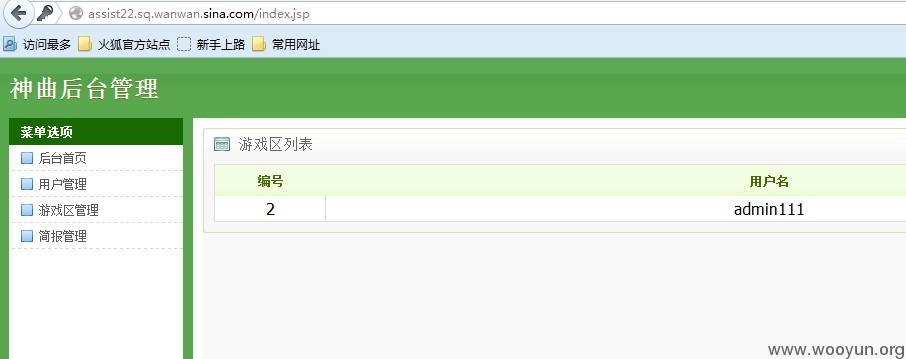 assist22.sq.wanwan.sina.com/index.jsp
访问最多 火狐官方站点 新手上路 常用网址
神曲后台管理
菜单选项
后台首页
用户管理
游戏区管理
简报管理
游戏区列表
编号 用户名
2 admin111
www.wooyun.org